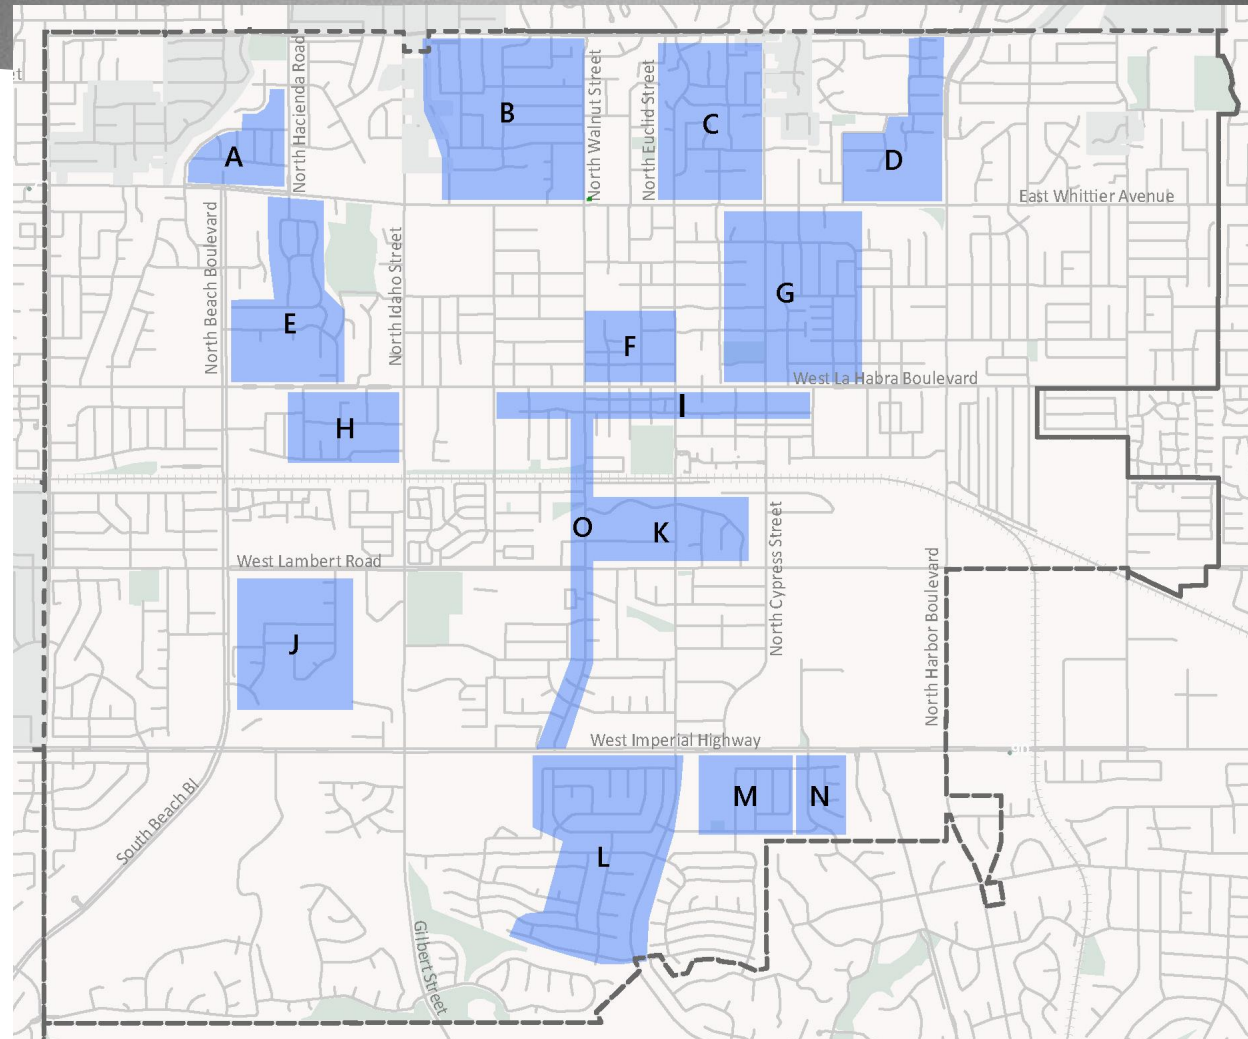 et
North Hacienda Road
A
B
North Walnut Street
North Euclid Street
C
D
East Whittier Avenue
North Beach Boulevard
E
North Idaho Street
F
G
West La Habra Boulevard
H
I
O
K
North Cypress Street
West Lambert Road
J
North Harbor Boulevard
West Imperial Highway
90
South Beach Bl
L
M
N
Gilbert Street